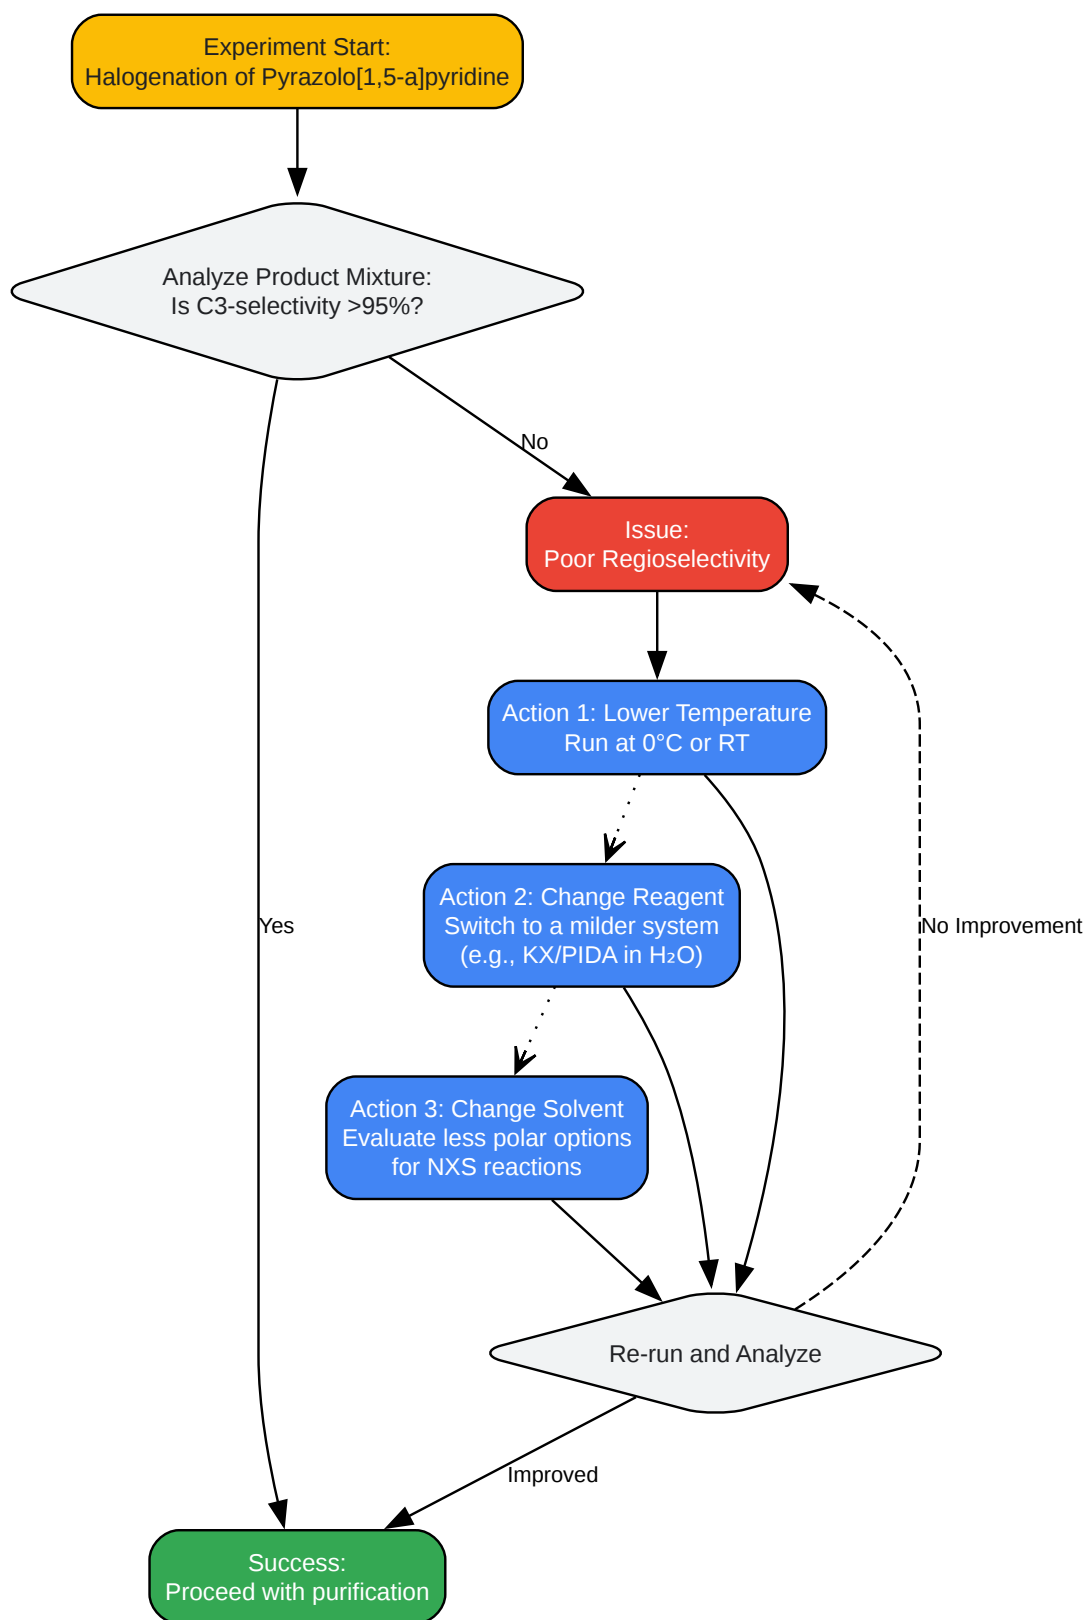 Experiment Start:
Halogenation of Pyrazolo[1,5-a]pyridine
Analyze Product Mixture:
Is C3-selectivity >95%?
No
Issue:
Poor Regioselectivity
Action 1: Lower Temperature
Run at 0°C or RT
Action 2: Change Reagent
Switch to a milder system
(e.g., KX/PIDA in H₂O)
Yes
No Improvement
Action 3: Change Solvent
Evaluate less polar options
for NXS reactions
Re-run and Analyze
Improved
Success:
Proceed with purification